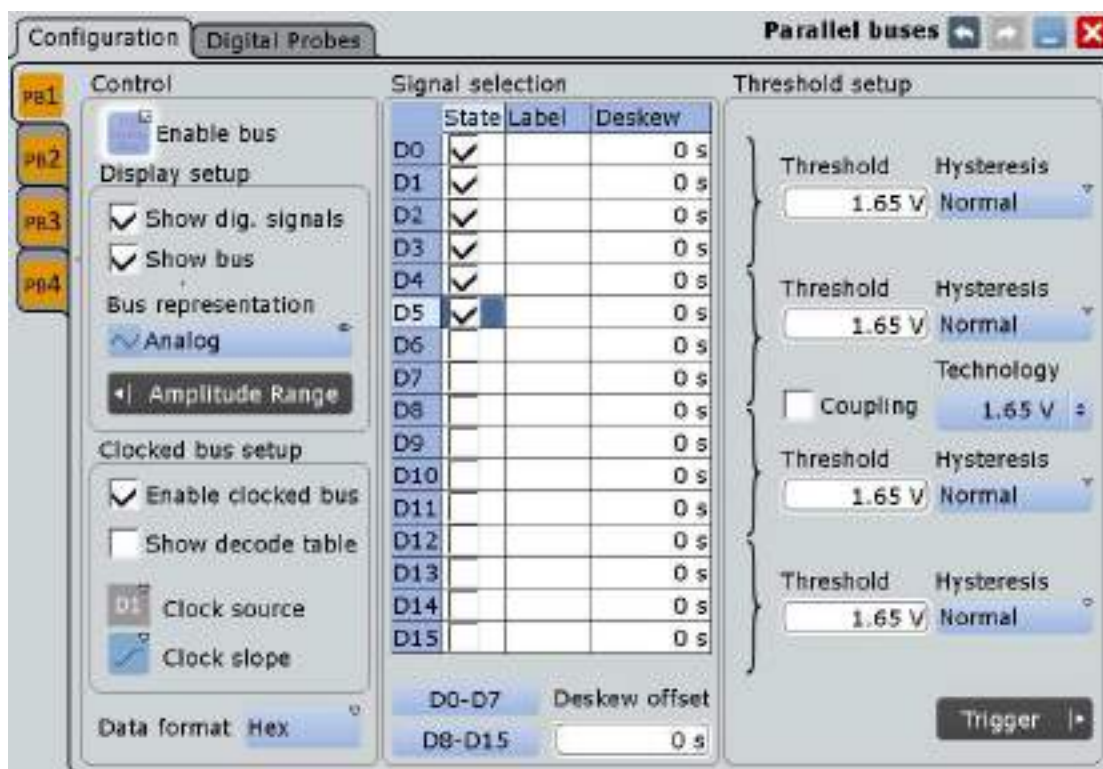 Configuration
Digital Probes
Parallel buses
PB1
PB2
PB3
PB4
Control
Enable bus
Display setup
Show dig. signals
Show bus
Bus representation
Analog
Amplitude Range
Clocked bus setup
Enable clocked bus
Show decode table
D1 Clock source
Clock slope
Data format Hex
Signal selection
State Label Deskew
D0 0 s
D1 0 s
D2 0 s
D3 0 s
D4 0 s
D5 0 s
D6 0 s
D7 0 s
D8 0 s
D9 0 s
D10 0 s
D11 0 s
D12 0 s
D13 0 s
D14 0 s
D15 0 s
D0-D7 Deskew offset
D8-D15 0 s
Threshold setup
Threshold Hysteresis
1.65 V Normal
Threshold Hysteresis
1.65 V Normal
Technology
Coupling 1.65 V
Threshold Hysteresis
1.65 V Normal
Threshold Hysteresis
1.65 V Normal
Trigger